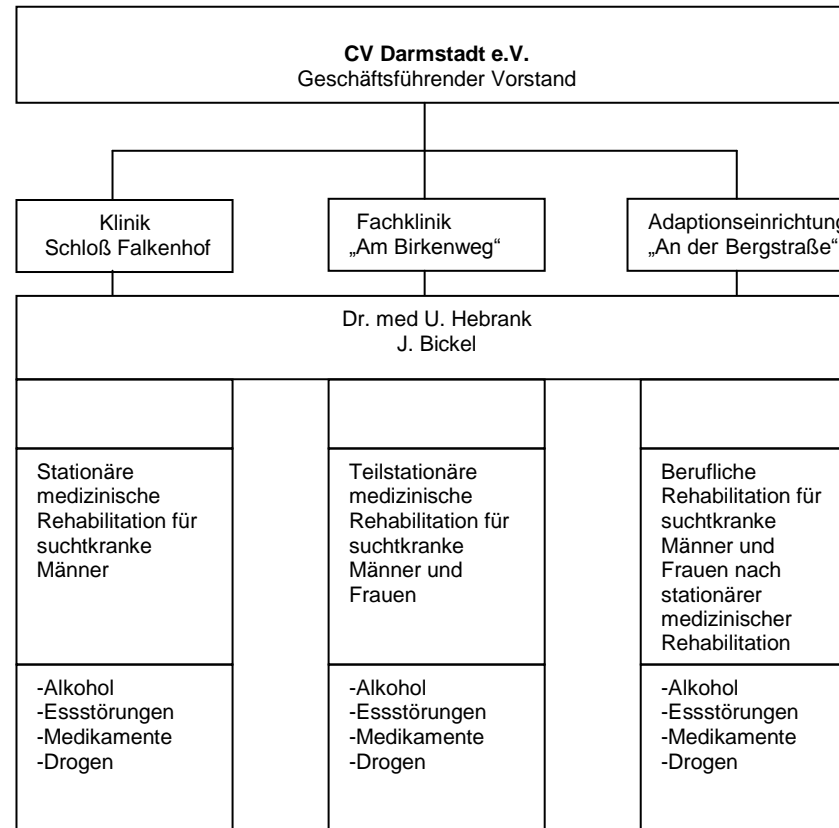 CV Darmstadt e.V.
Geschäftsführender Vorstand
Klinik
Schloß Falkenhof
Fachklinik
„Am Birkenweg“
Adaptionseinrichtung
„An der Bergstraße“
Dr. med U. Hebrank
J. Bickel
Stationäre
medizinische
Rehabilitation für
suchtkranke
Männer
Teilstationäre
medizinische
Rehabilitation für
suchtkranke
Männer und
Frauen
Berufliche
Rehabilitation für
suchtkranke
Männer und
Frauen nach
stationärer
medizinischer
Rehabilitation
-Alkohol
-Essstörungen
-Medikamente
-Drogen
-Alkohol
-Essstörungen
-Medikamente
-Drogen
-Alkohol
-Essstörungen
-Medikamente
-Drogen